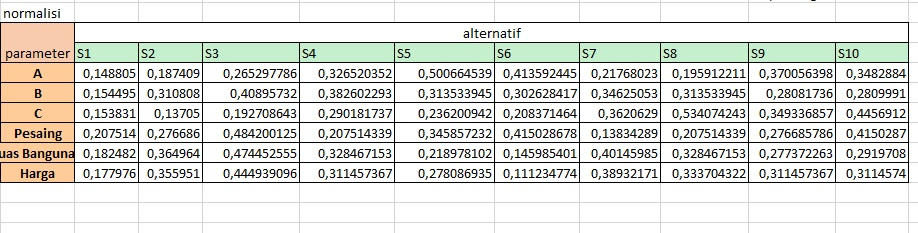 normalisi
alternatif
parameter S1 S2 S3 S4 S5 S6 S7 S8 S9 S10
A 0,148805 0,187409 0,265297786 0,326520352 0,500664539 0,413592445 0,21768023 0,195912211 0,370056398 0,3482884
B 0,154495 0,310808 0,40895732 0,382602293 0,313533945 0,302628417 0,34625053 0,313533945 0,28081736 0,2809991
C 0,153831 0,13705 0,192708643 0,290181737 0,236200942 0,208371464 0,3620629 0,534074243 0,349336857 0,4456912
Pesaing 0,207514 0,276686 0,484200125 0,207514339 0,345857232 0,415028678 0,13834289 0,207514339 0,276685786 0,4150287
uas Banguna 0,182482 0,364964 0,474452555 0,328467153 0,218978102 0,145985401 0,40145985 0,328467153 0,277372263 0,2919708
Harga 0,177976 0,355951 0,444939096 0,311457367 0,278086935 0,111234774 0,38932171 0,333704322 0,311457367 0,3114574